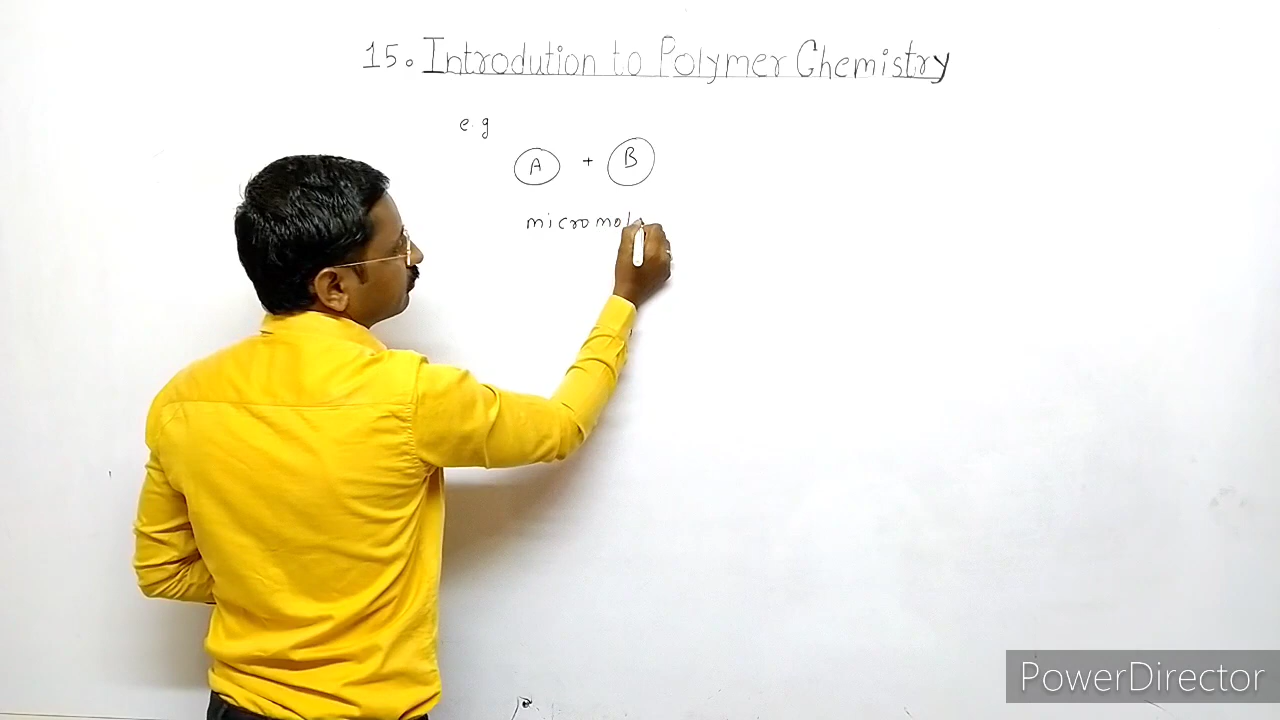 15. Introdution to Polymer Chemistry
e.g
A + B
micromol
PowerDirector